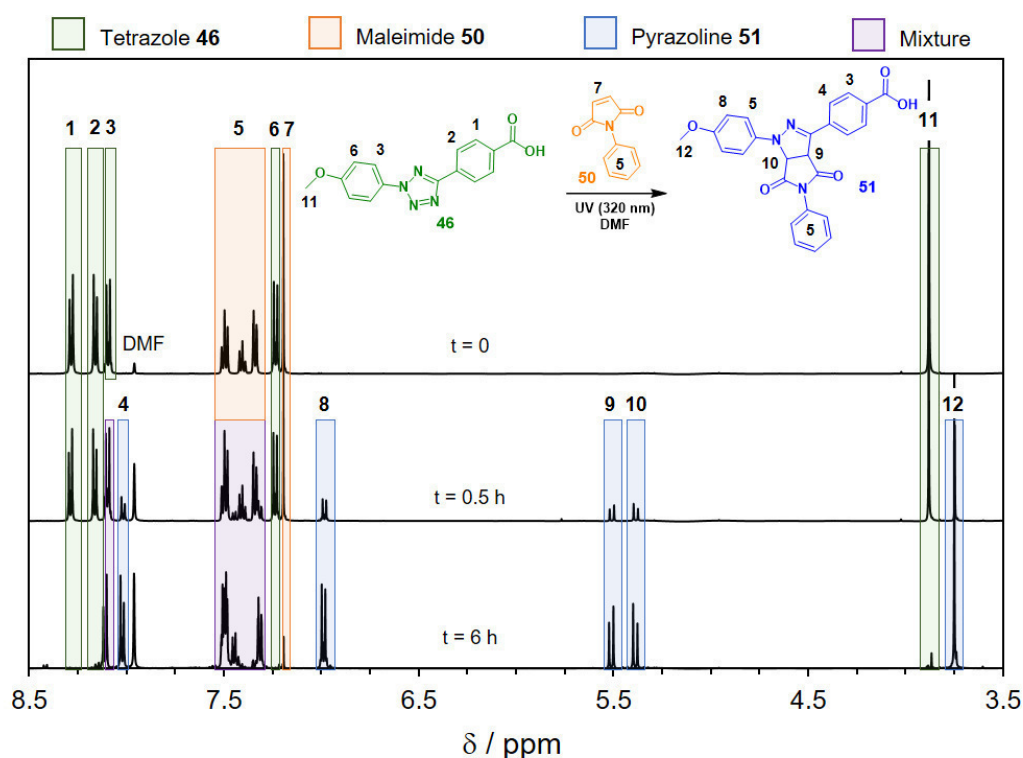 Tetrazole 46
Maleimide 50
Pyrazoline 51
Mixture
1 2 3 5 6 7 11
6 3 2 1
O N N N N O OH
11
46
7
O N O
5
50
UV (320 nm)
DMF
8 5 4 3
O N N O OH
12 10 9
O N O
5
51
DMF
t = 0
4 8 9 10 12
t = 0.5 h
t = 6 h
8.5 7.5 6.5 5.5 4.5 3.5
δ / ppm